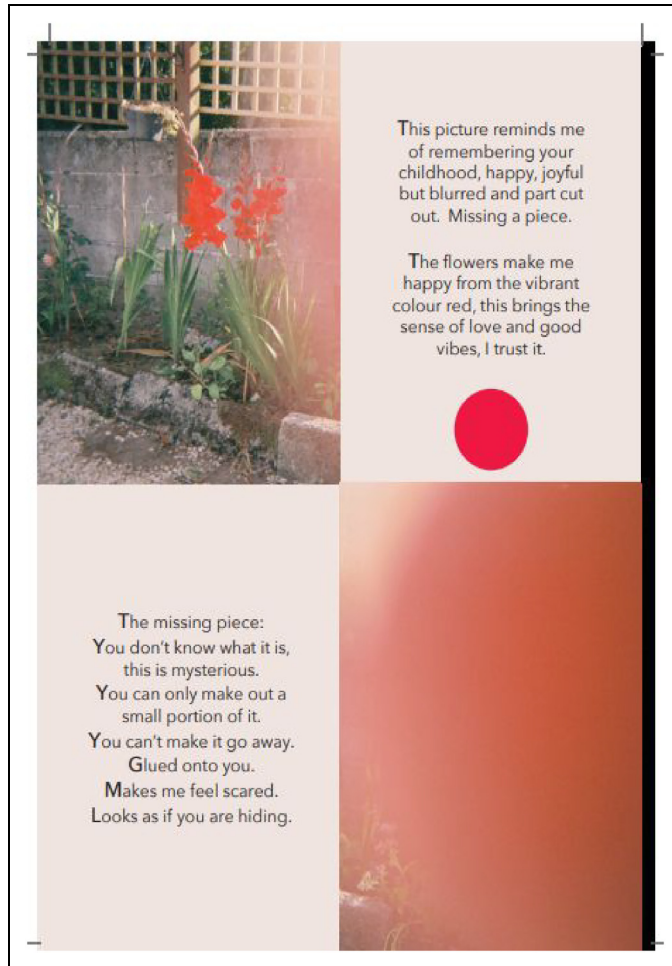 This picture reminds me
of remembering your
childhood, happy, joyful
but blurred and part cut
out.  Missing a piece.
The flowers make me
happy from the vibrant
colour red, this brings the
sense of love and good
vibes, I trust it.
The missing piece:
You don't know what it is,
this is mysterious.
You can only make out a
small portion of it.
You can't make it go away.
Glued onto you.
Makes me feel scared.
Looks as if you are hiding.